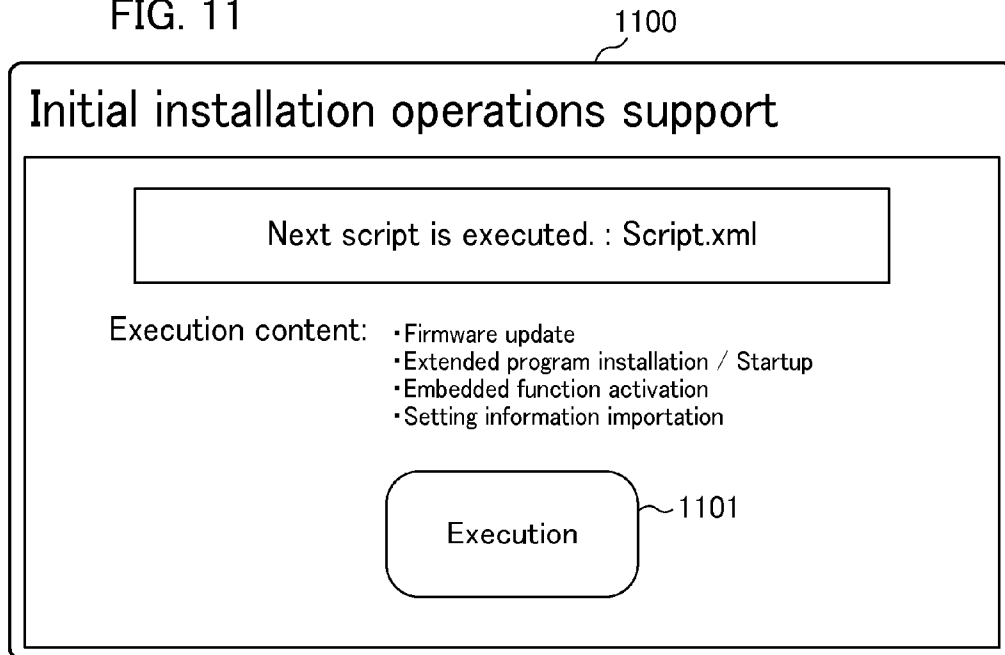 FIG. 11
1100
Initial installation operations support
Next script is executed. : Script.xml
Execution content: ・Firmware update
・Extended program installation / Startup
・Embedded function activation
・Setting information importation
Execution
1101